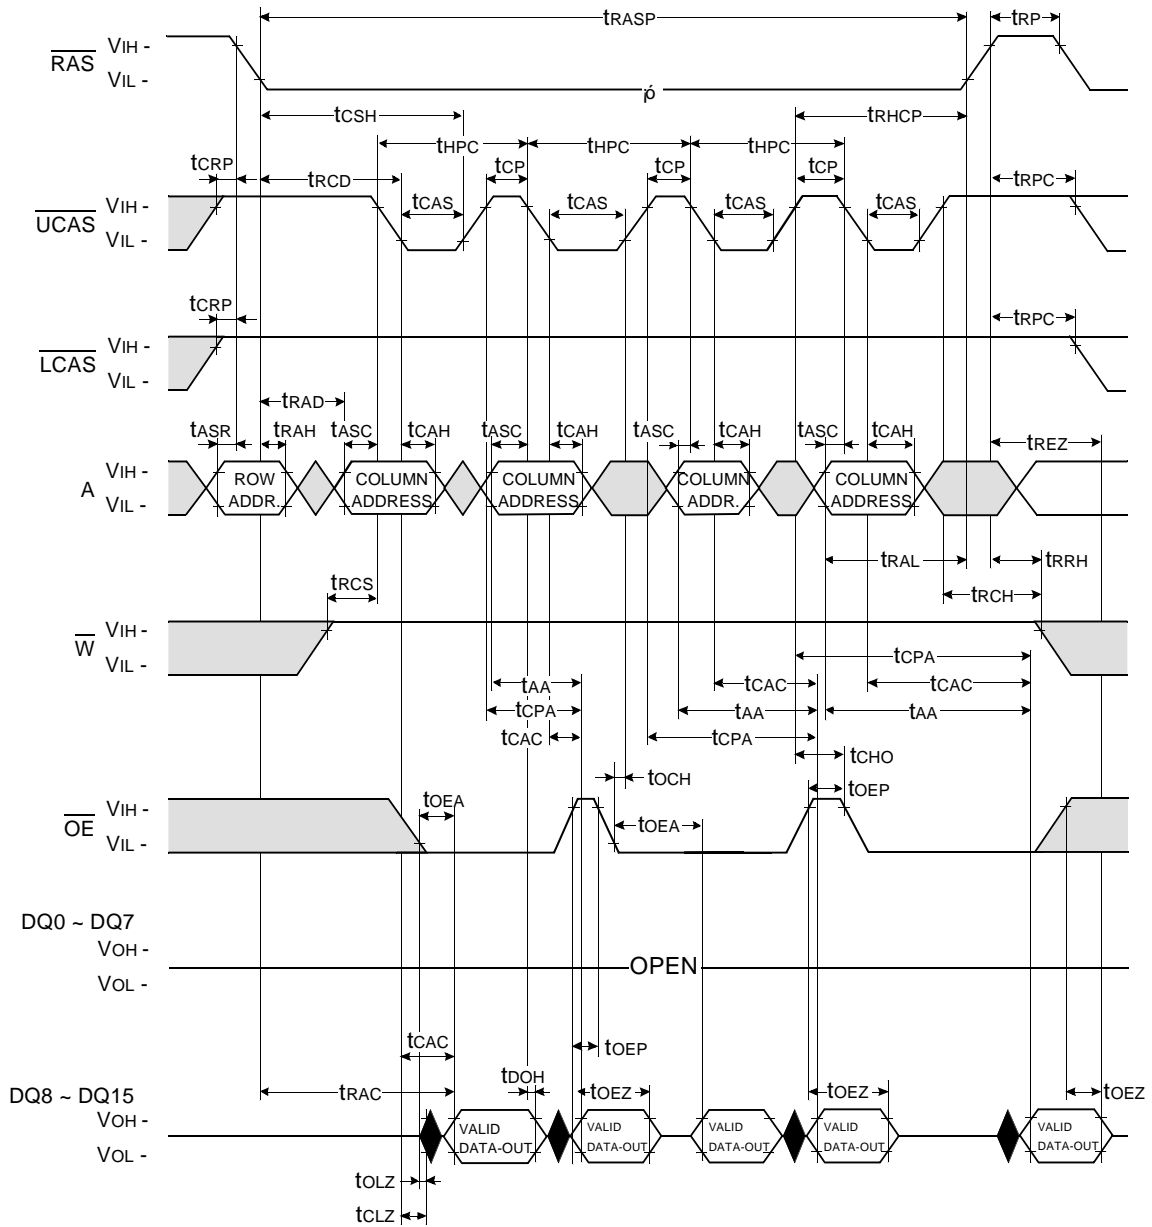 tRASP tRP
RAS VIH -
VIL -
ṕ
tCSH tRHCP
tHPC tHPC tHPC
tCRP tRCD tCP tCP tCP tRPC
UCAS VIH -
VIL -
tCAS tCAS tCAS tCAS
tCRP tRPC
LCAS VIH -
VIL -
tRAD
tASR tRAH tASC tCAH tASC tCAH tASC tCAH tASC tCAH tREZ
A VIH -
VIL -
ROW ADDR.
COLUMN ADDRESS
COLUMN ADDRESS
COLUMN ADDR.
COLUMN ADDRESS
tRAL tRRH
tRCS tRCH
W VIH -
VIL -
tCPA
tAA tCAC tCAC
tCPA tAA tAA
tCAC tCPA
tCHO
tOCH tOEP
tOEA tOEA
OE VIH -
VIL -
DQ0 ~ DQ7
VOH -
VOL -
OPEN
tCAC tOEP
tDOH
tRAC tOEZ tOEZ tOEZ
DQ8 ~ DQ15
VOH -
VOL -
VALID DATA-OUT
VALID DATA-OUT
VALID DATA-OUT
VALID DATA-OUT
VALID DATA-OUT
tOLZ
tCLZ